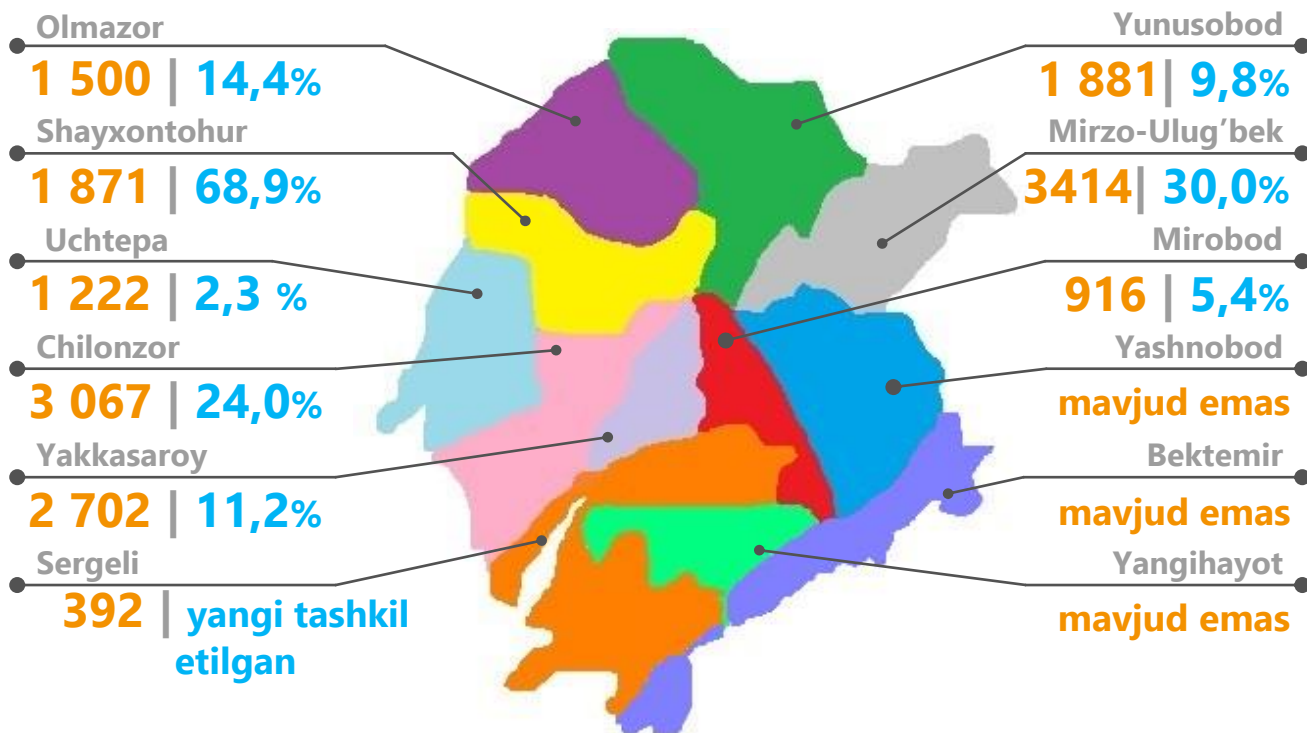 Olmazor
1 500 | 14,4%
Shayxontohur
1 871 | 68,9%
Uchtepa
1 222 | 2,3 %
Chilonzor
3 067 | 24,0%
Yakkasaroy
2 702 | 11,2%
Sergeli
392 | yangi tashkil
etilgan
Yunusobod
1 881| 9,8%
Mirzo-Ulug’bek
3414| 30,0%
Mirobod
916 | 5,4%
Yashnobod
mavjud emas
Bektemir
mavjud emas
Yangihayot
mavjud emas